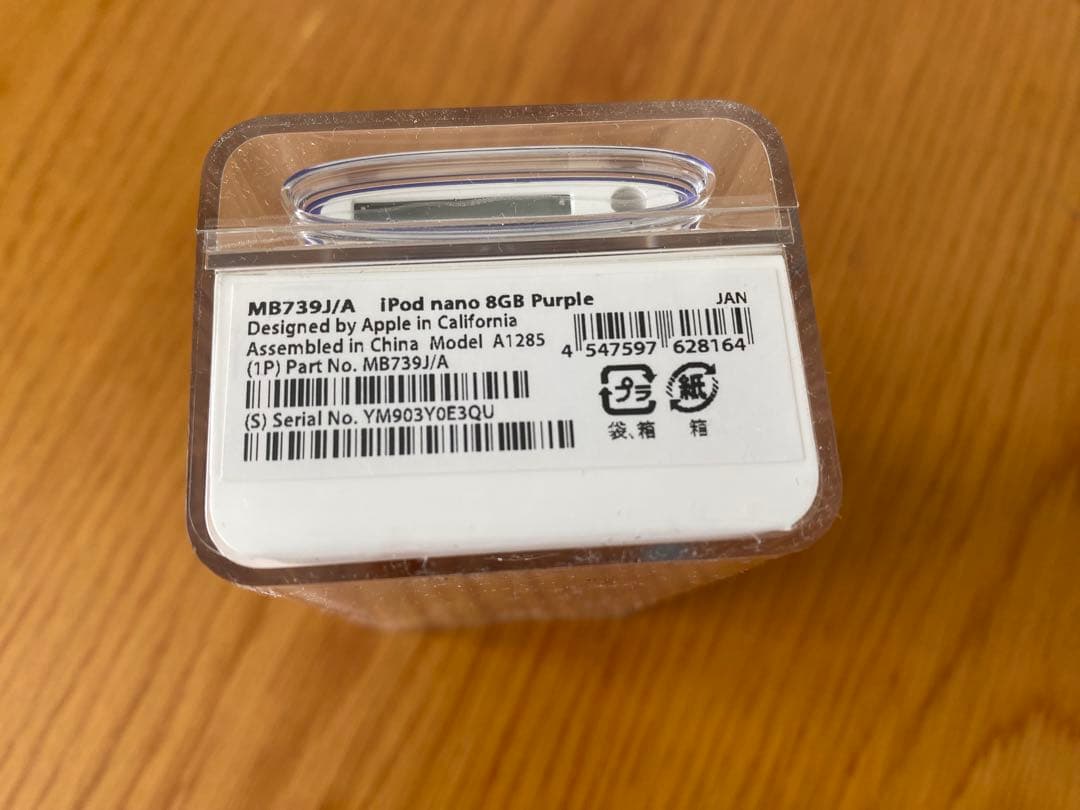 MB739J/A iPod nano 8GB Purple
JAN
Designed by Apple in California
Assembled in China Model A1285
4 547597 628164
(1P) Part No. MB739J/A
(S) Serial No. YM903Y0E3QU
プラ 紙
袋、箱 箱